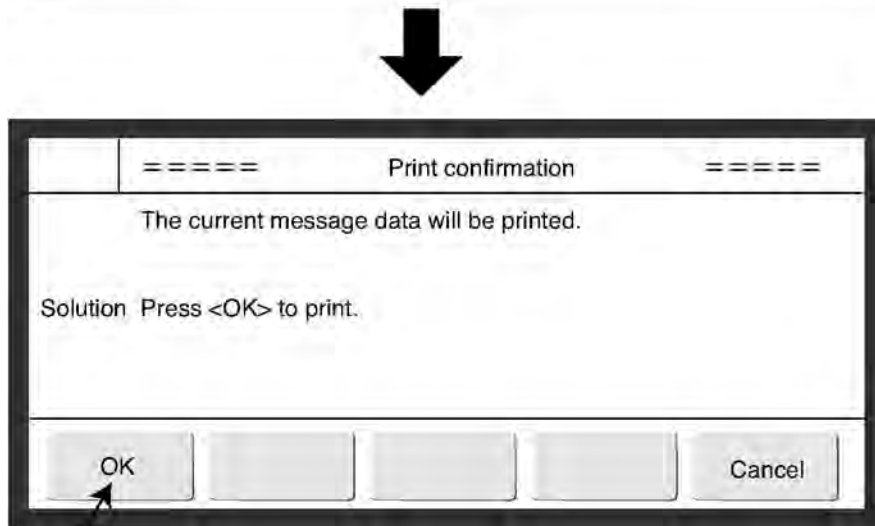 ===== Print confirmation =====
The current message data will be printed.
Solution Press <OK> to print.
OK Cancel